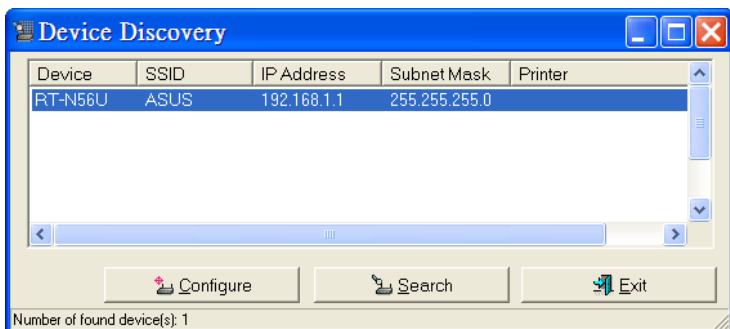 Device Discovery
Device SSID IP Address Subnet Mask Printer
RT-N56U ASUS 192.168.1.1 255.255.255.0
Configure Search Exit
Number of found device(s): 1